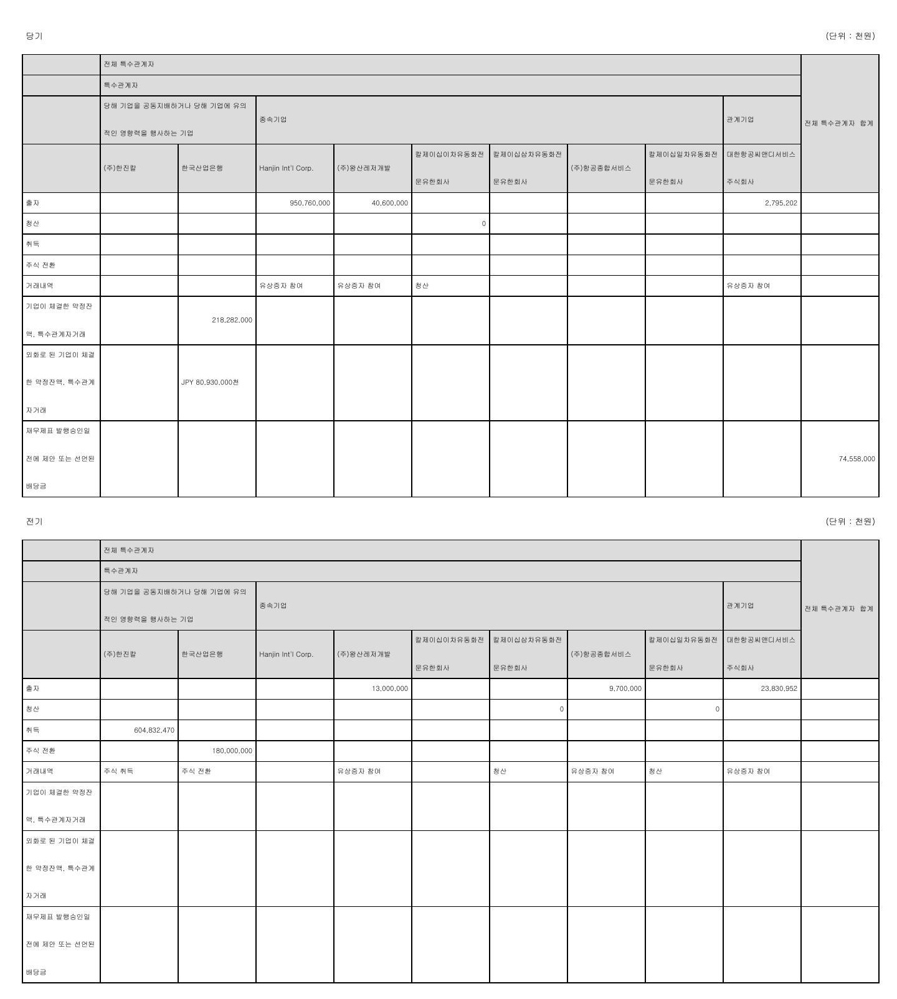 당기 (단위 : 천원)
전체 특수관계자
특수관계자
당해 기업을 공동지배하거나 당해 기업에 유의
적인 영향력을 행사하는 기업
종속기업
관계기업
전체 특수관계자 합계
(주)한진칼
한국산업은행
Hanjin Int'l Corp.
(주)왕산레저개발
칼제이십이차유동화전
문유한회사
칼제이십삼차유동화전
문유한회사
(주)항공종합서비스
칼제이십일차유동화전
문유한회사
대한항공씨앤디서비스
주식회사
출자 950,760,000 40,600,000 2,795,202
청산 0
취득
주식 전환
거래내역 유상증자 참여 유상증자 참여 청산 유상증자 참여
기업이 체결한 약정잔
액, 특수관계자거래
218,282,000
외화로 된 기업이 체결
한 약정잔액, 특수관계
자거래
JPY 80,930,000천
재무제표 발행승인일
전에 제안 또는 선언된
배당금
74,558,000
전기 (단위 : 천원)
전체 특수관계자
특수관계자
당해 기업을 공동지배하거나 당해 기업에 유의
적인 영향력을 행사하는 기업
종속기업
관계기업
전체 특수관계자 합계
(주)한진칼
한국산업은행
Hanjin Int'l Corp.
(주)왕산레저개발
칼제이십이차유동화전
문유한회사
칼제이십삼차유동화전
문유한회사
(주)항공종합서비스
칼제이십일차유동화전
문유한회사
대한항공씨앤디서비스
주식회사
출자 13,000,000 9,700,000 23,830,952
청산 0 0
취득 604,832,470
주식 전환 180,000,000
거래내역 주식 취득 주식 전환 유상증자 참여 청산 유상증자 참여 청산 유상증자 참여
기업이 체결한 약정잔
액, 특수관계자거래
외화로 된 기업이 체결
한 약정잔액, 특수관계
자거래
재무제표 발행승인일
전에 제안 또는 선언된
배당금